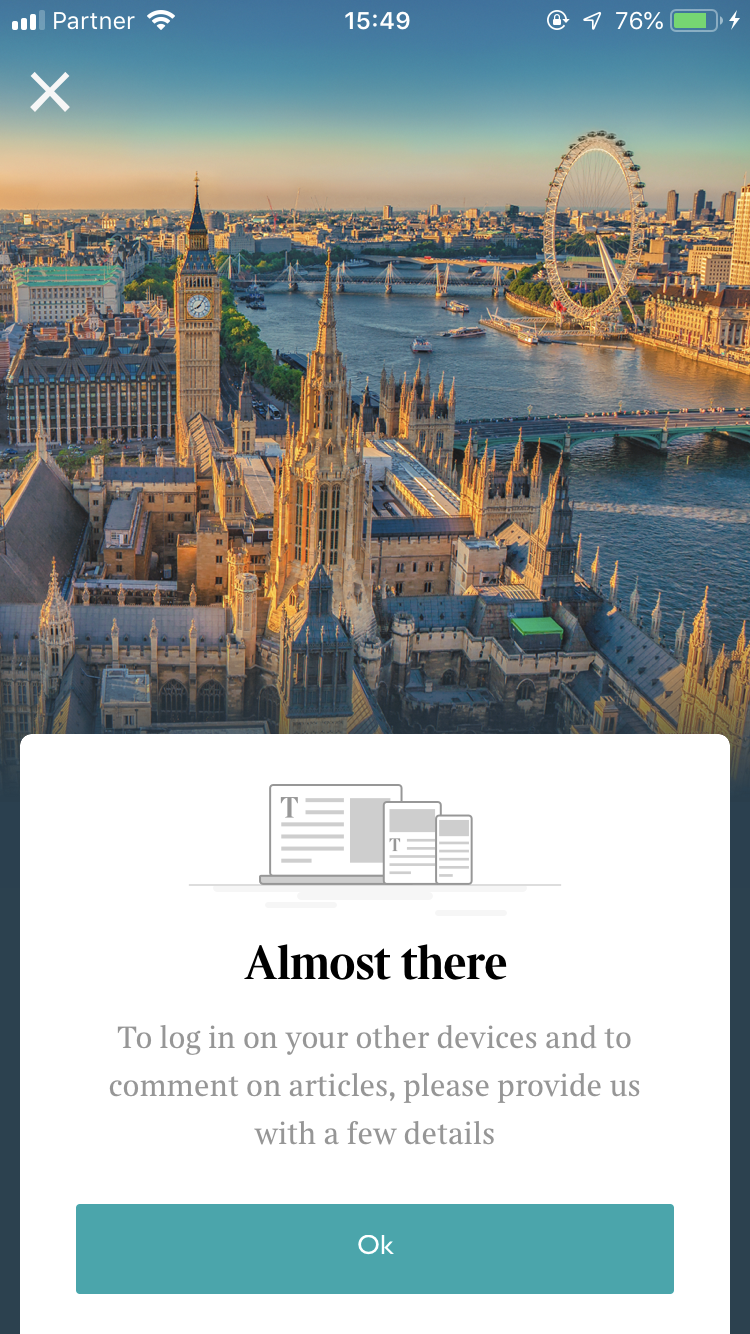 Partner 15:49 76%
T
T
Almost there
To log in on your other devices and to
comment on articles, please provide us
with a few details
Ok